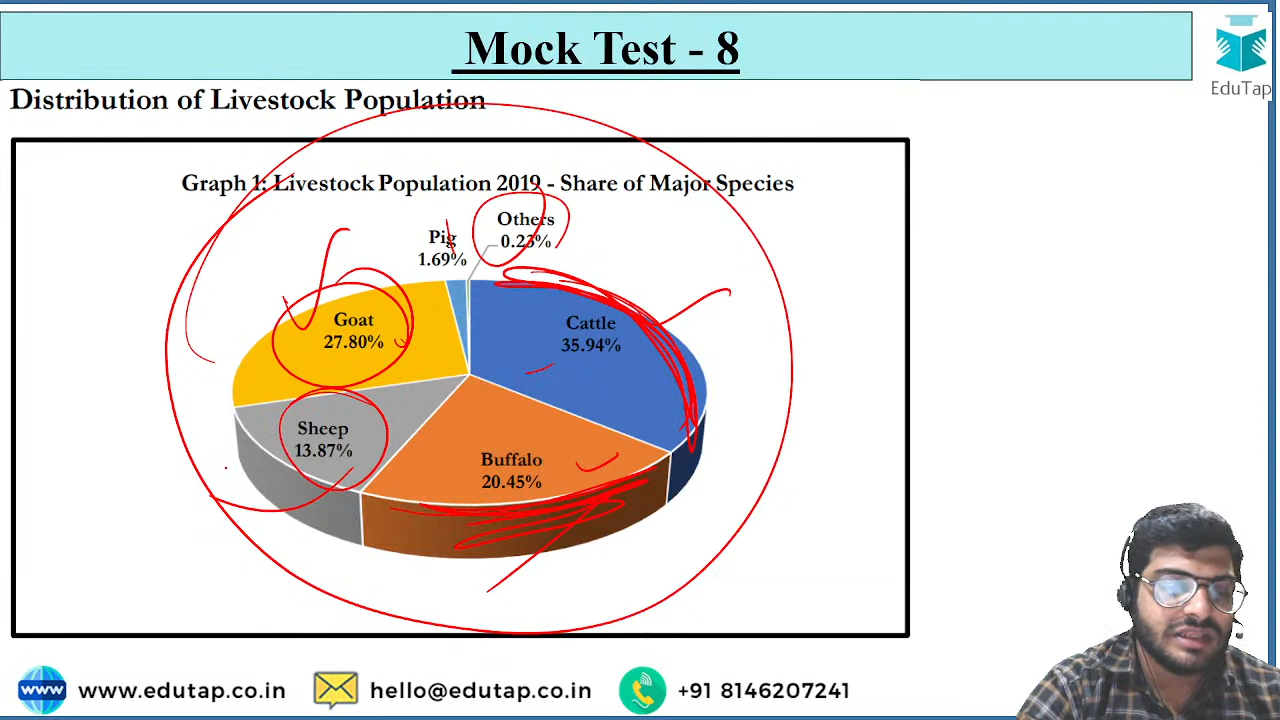 Mock Test - 8
EduTap
Distribution of Livestock Population
Graph 1: Livestock Population 2019 - Share of Major Species
Others
0.23%
Pig
1.69%
Goat
27.80%
Cattle
35.94%
Sheep
13.87%
Buffalo
20.45%
www www.edutap.co.in hello@edutap.co.in +91 8146207241